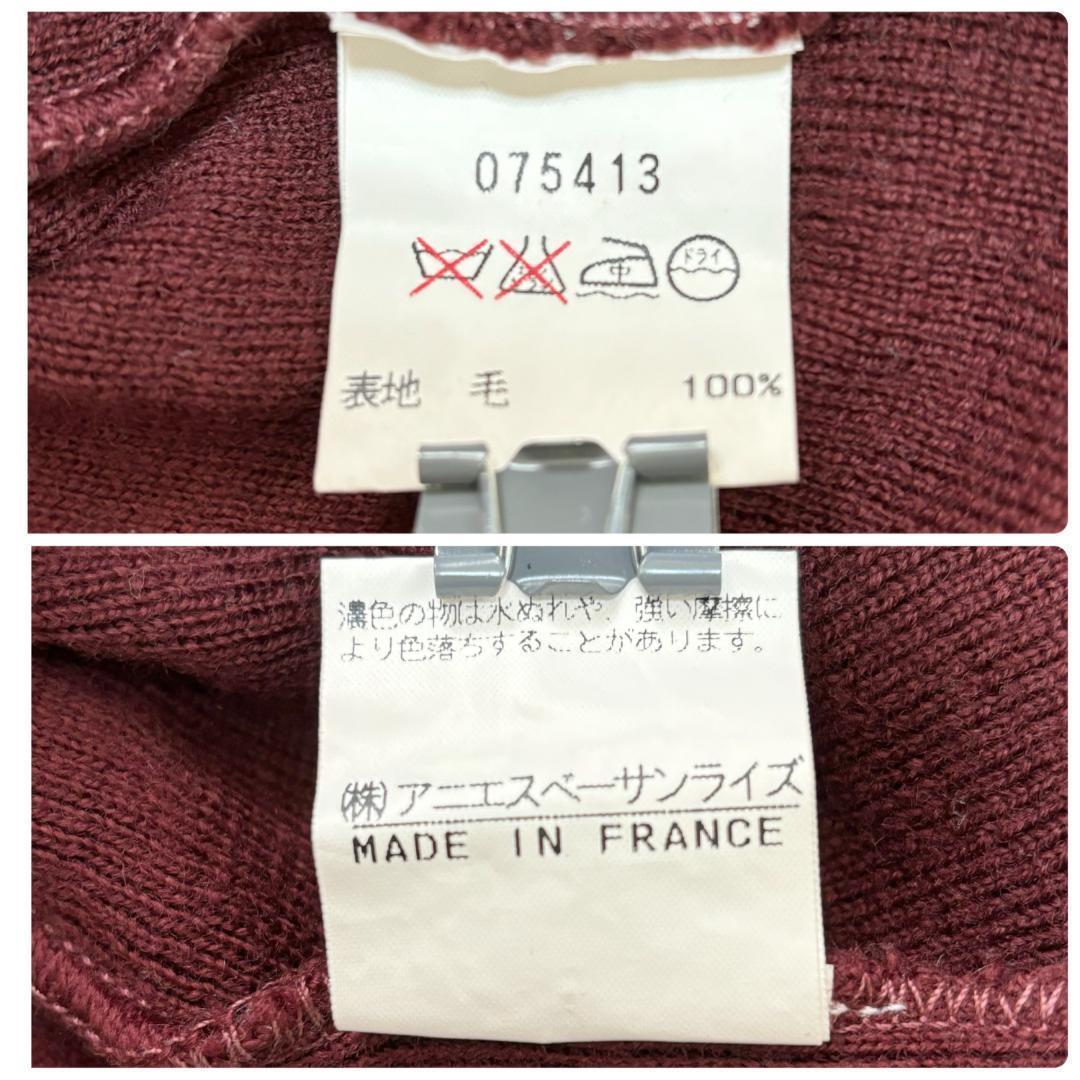 075413
中 ドライ
表地 毛 100%
濃色の物は水ぬれや、強い摩擦に
より色落ちすることがあります。
(株)アニエスベーサンライズ
MADE IN FRANCE